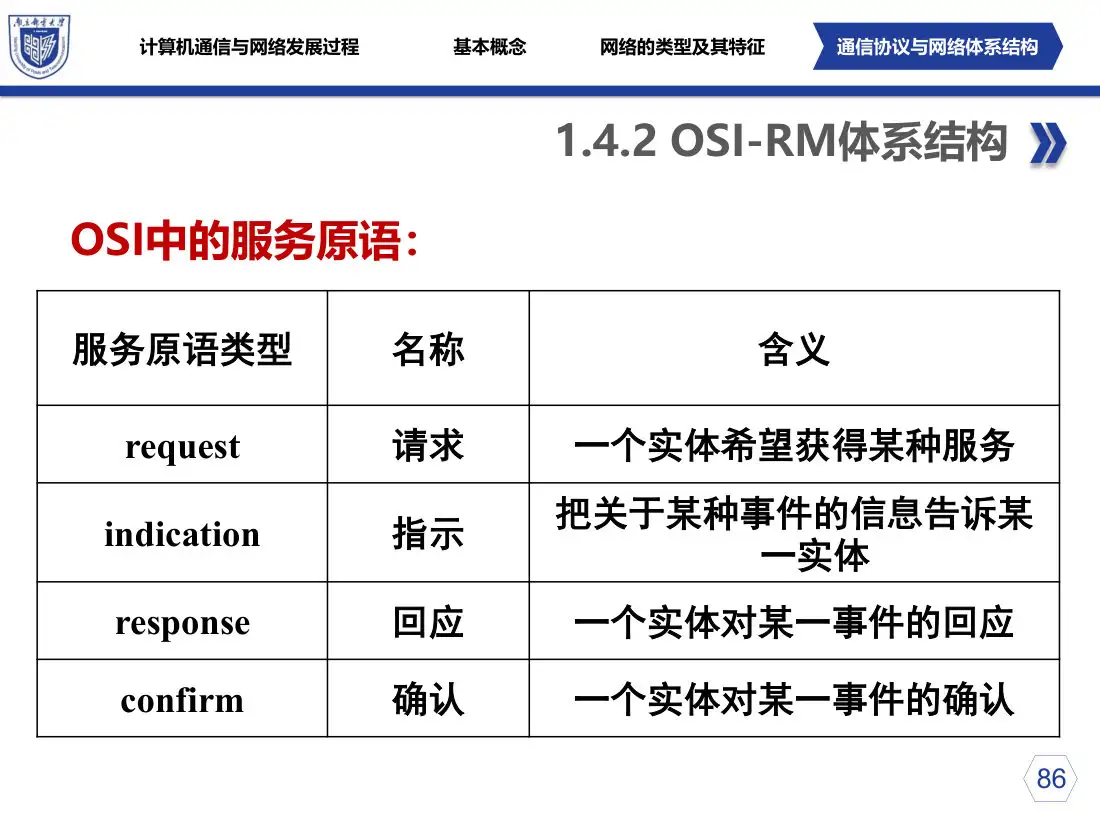 南京邮电大学
计算机通信与网络发展过程
基本概念
网络的类型及其特征
通信协议与网络体系结构
1.4.2 OSI-RM体系结构
OSI中的服务原语：
服务原语类型 名称 含义
request 请求 一个实体希望获得某种服务
indication 指示 把关于某种事件的信息告诉某
一实体
response 回应 一个实体对某一事件的回应
confirm 确认 一个实体对某一事件的确认
86